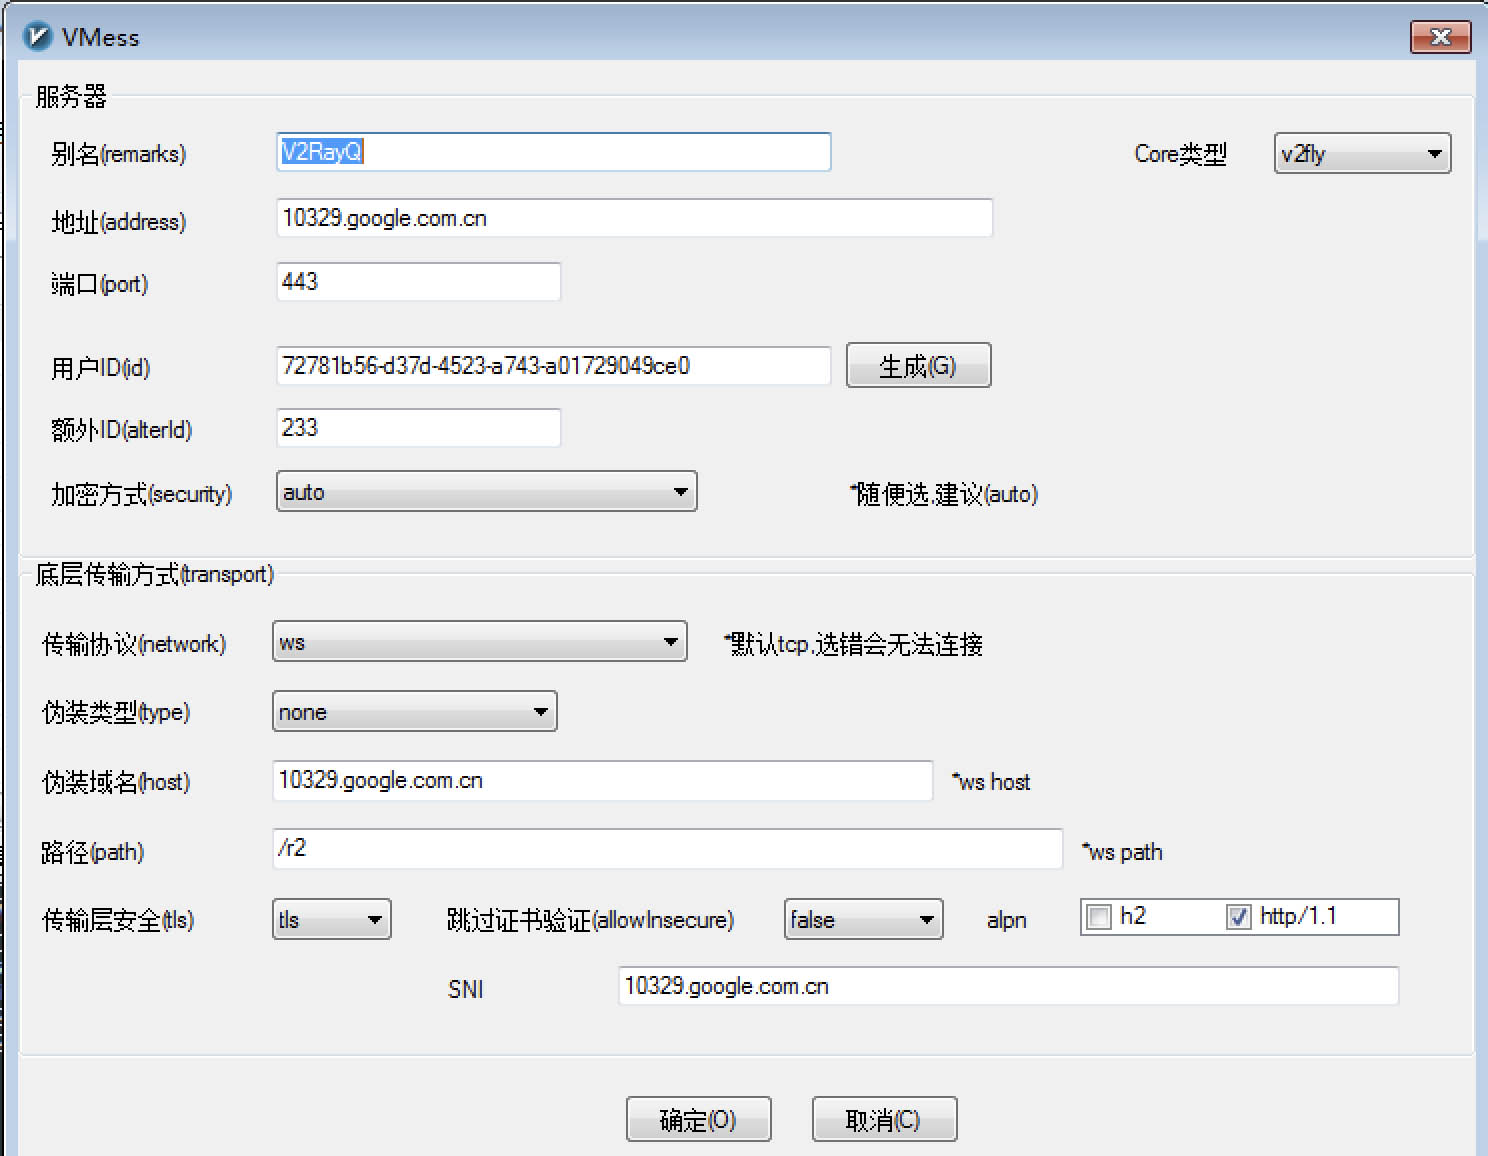 VMess
服务器
别名(remarks) V2RayQ Core类型 v2fly
地址(address) 10329.google.com.cn
端口(port) 443
用户ID(id) 72781b56-d37d-4523-a743-a01729049ce0 生成(G)
额外ID(alterId) 233
加密方式(security) auto *随便选,建议(auto)
底层传输方式(transport)
传输协议(network) ws *默认tcp,选错会无法连接
伪装类型(type) none
伪装域名(host) 10329.google.com.cn *ws host
路径(path) /r2 *ws path
传输层安全(tls) tls 跳过证书验证(allowInsecure) false alpn h2 http/1.1
SNI 10329.google.com.cn
确定(O) 取消(C)